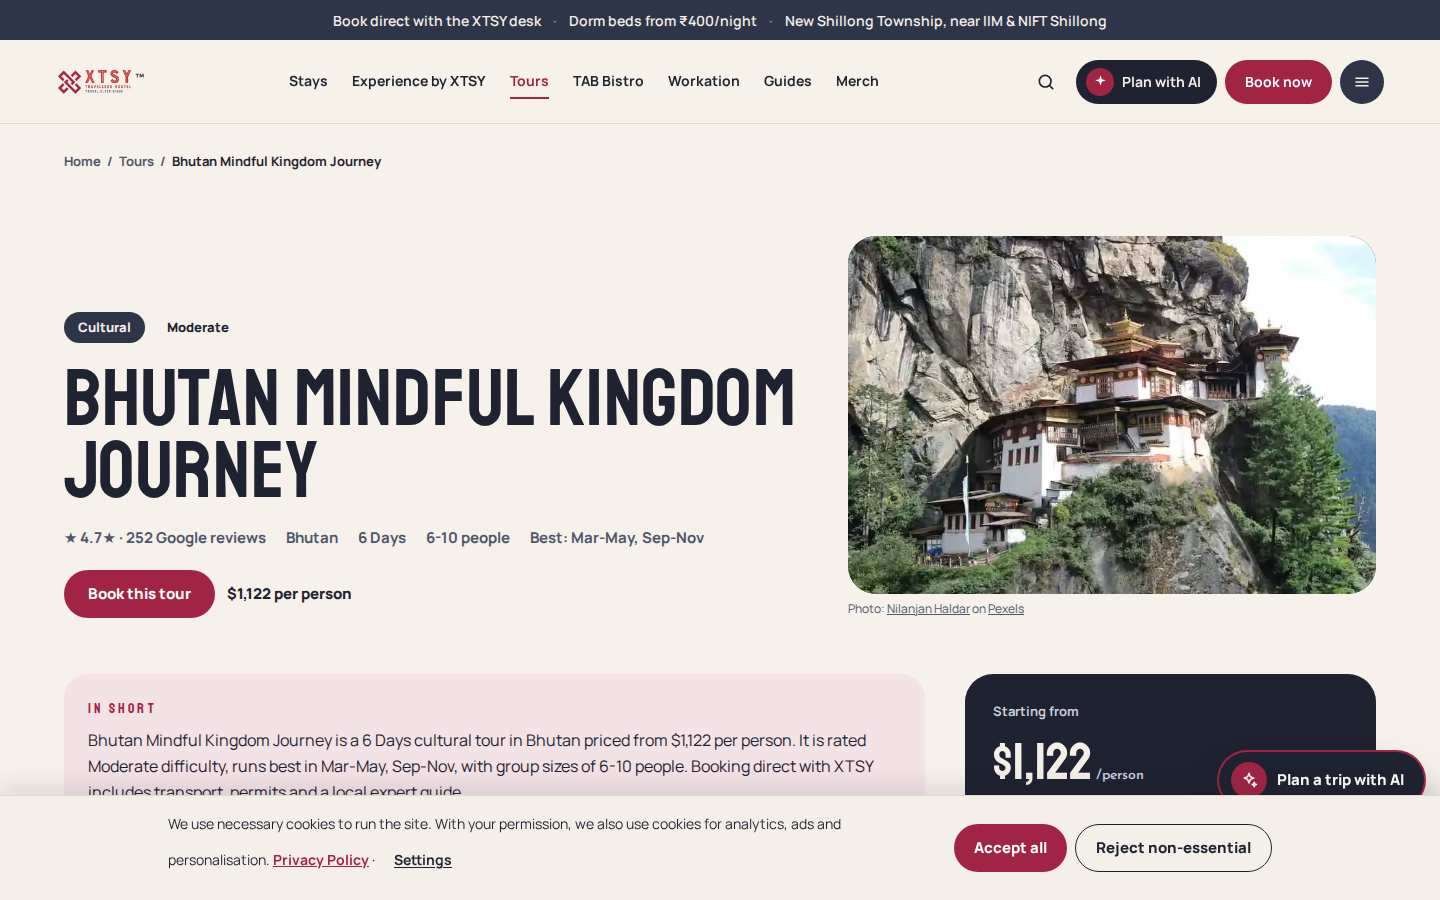 Book direct with the XTSY desk · Dorm beds from ₹400/night · New Shillong Township, near IIM & NIFT Shillong
XTSY™
Stays Experience by XTSY Tours TAB Bistro Workation Guides Merch
Plan with AI
Book now
Home / Tours / Bhutan Mindful Kingdom Journey
Cultural Moderate
BHUTAN MINDFUL KINGDOM
JOURNEY
★ 4.7★ · 252 Google reviews Bhutan 6 Days 6-10 people Best: Mar-May, Sep-Nov
Book this tour $1,122 per person
Photo: Nilanjan Haldar on Pexels
IN SHORT
Bhutan Mindful Kingdom Journey is a 6 Days cultural tour in Bhutan priced from $1,122 per person. It is rated
Moderate difficulty, runs best in Mar-May, Sep-Nov, with group sizes of 6-10 people. Booking direct with XTSY
includes transport, permits and a local expert guide.
Starting from
$1,122 /person
Plan a trip with AI
We use necessary cookies to run the site. With your permission, we also use cookies for analytics, ads and
personalisation. Privacy Policy · Settings
Accept all
Reject non-essential